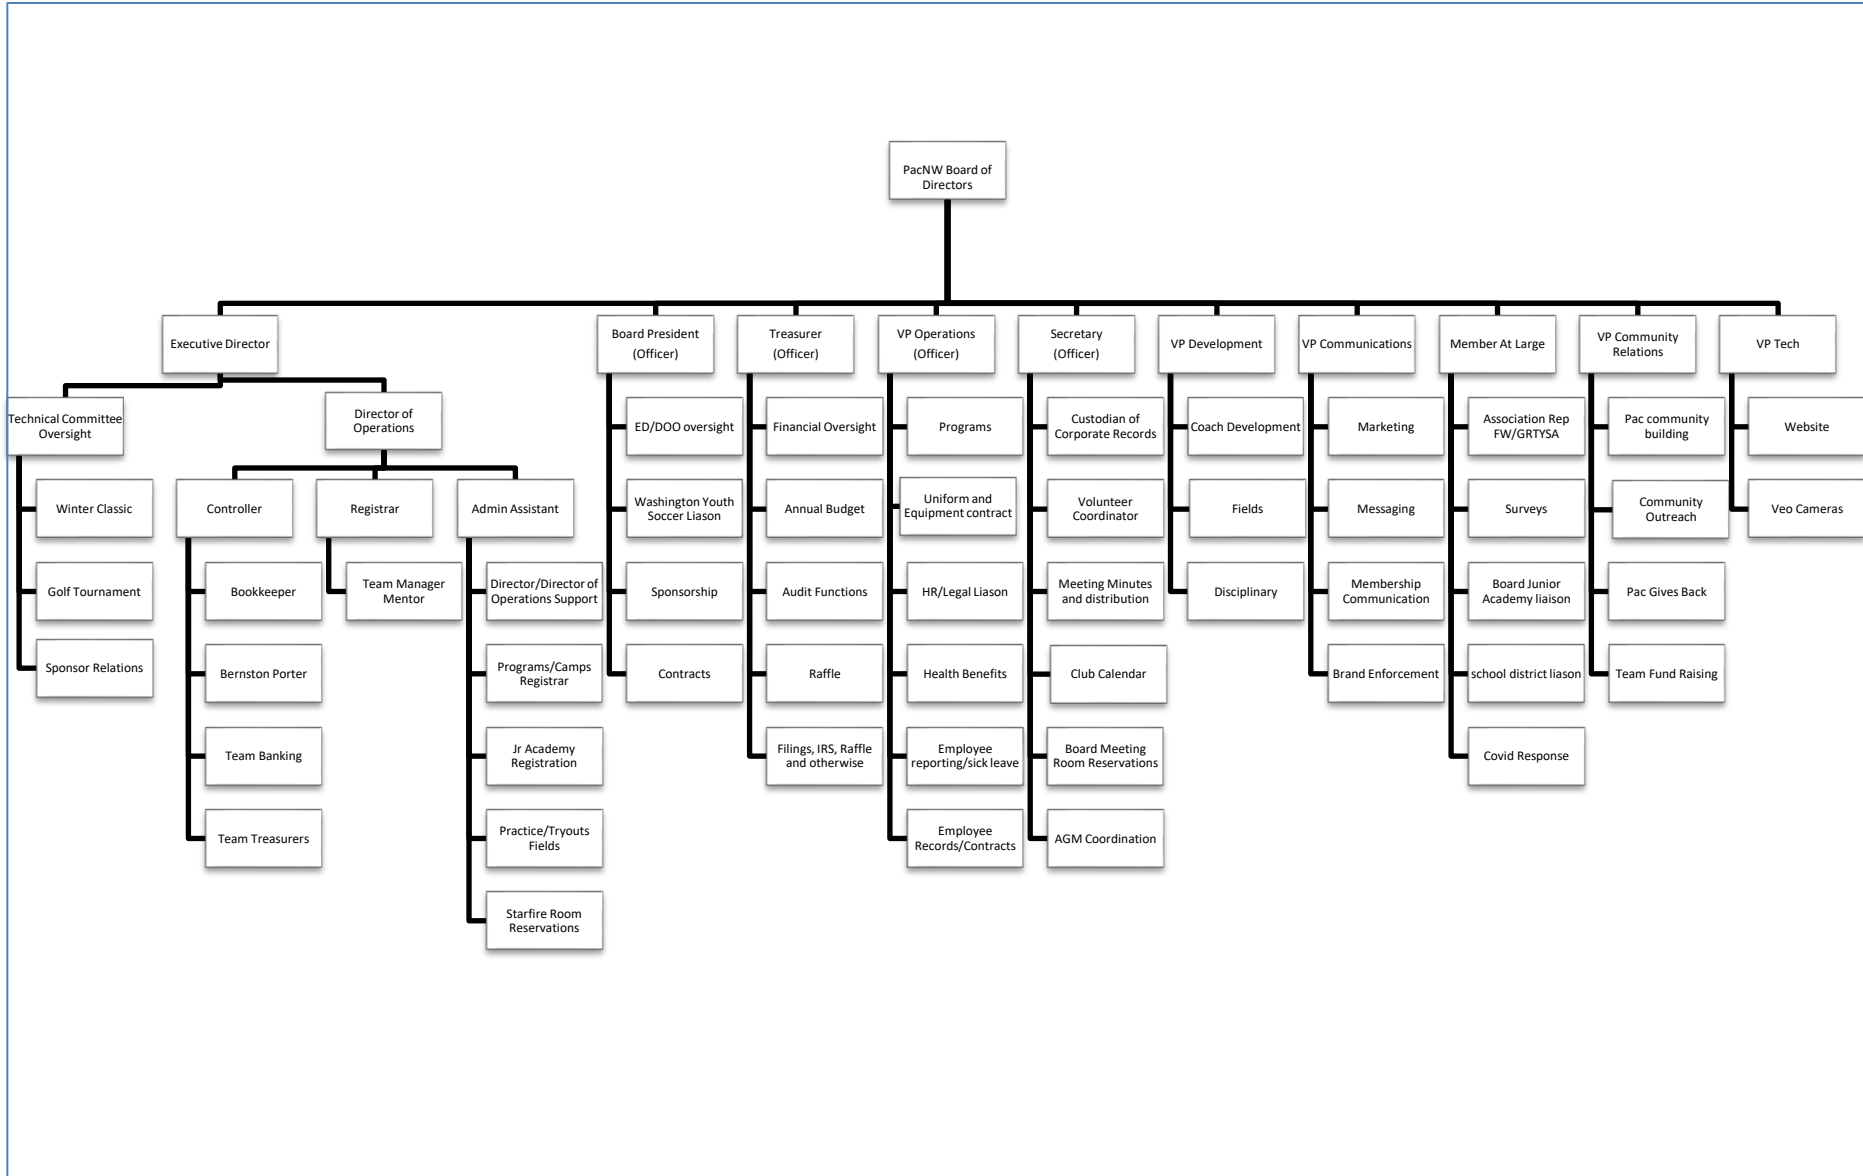 PacNW Board of
Directors
Executive Director
Board President
(Officer)
Treasurer
(Officer)
VP Operations
(Officer)
Secretary
(Officer)
VP Development
VP Communications
Member At Large
VP Community
Relations
VP Tech
Technical Committee
Oversight
Director of
Operations
Winter Classic
Golf Tournament
Sponsor Relations
Controller
Registrar
Admin Assistant
Bookkeeper
Bernston Porter
Team Banking
Team Treasurers
Team Manager
Mentor
Director/Director of
Operations Support
Programs/Camps
Registrar
Jr Academy
Registration
Practice/Tryouts
Fields
Starfire Room
Reservations
ED/DOO oversight
Washington Youth
Soccer Liason
Sponsorship
Contracts
Financial Oversight
Annual Budget
Audit Functions
Raffle
Filings, IRS, Raffle
and otherwise
Programs
Uniform and
Equipment contract
HR/Legal Liason
Health Benefits
Employee
reporting/sick leave
Employee
Records/Contracts
Custodian of
Corporate Records
Volunteer
Coordinator
Meeting Minutes
and distribution
Club Calendar
Board Meeting
Room Reservations
AGM Coordination
Coach Development
Fields
Disciplinary
Marketing
Messaging
Membership
Communication
Brand Enforcement
Association Rep
FW/GRTYSA
Surveys
Board Junior
Academy liaison
school district liason
Covid Response
Pac community
building
Community
Outreach
Pac Gives Back
Team Fund Raising
Website
Veo Cameras